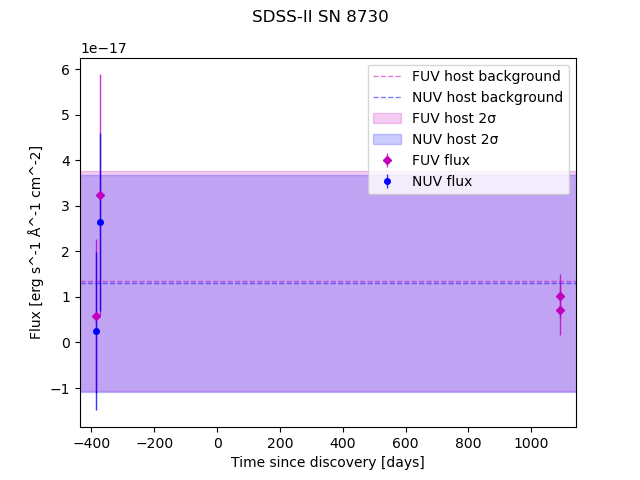 SDSS-II SN 8730
1e−17
FUV host background
NUV host background
FUV host 2σ
NUV host 2σ
FUV flux
NUV flux
6
5
4
3
2
1
0
−1
Flux [erg s^-1 Å^-1 cm^-2]
−400 −200 0 200 400 600 800 1000
Time since discovery [days]